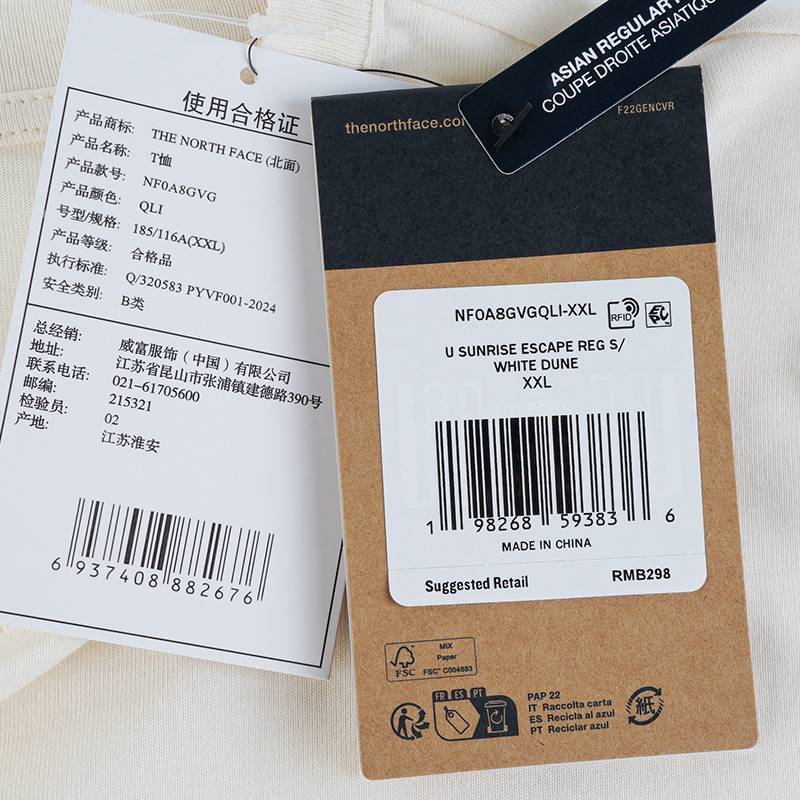 使用合格证
产品商标: THE NORTH FACE (北面)
产品名称: T恤
产品款号: NF0A8GVG
产品颜色: QLI
号型/规格: 185/116A(XXL)
产品等级: 合格品
执行标准: Q/320583 PYVF001-2024
安全类别: B类
总经销: 威富服饰（中国）有限公司
地址: 江苏省昆山市张浦镇建德路390号
联系电话: 021-61705600
邮编: 215321
检验员: 02
产地: 江苏淮安
6 937408 882676
ASIAN REGULAR
COUPE DROITE ASIATIQU
thenorthface.co
F22GENCVR
NF0A8GVGQLI-XXL
RFID
U SUNRISE ESCAPE REG S/
WHITE DUNE
XXL
1 98268 59383 6
MADE IN CHINA
Suggested Retail RMB298
FSC
MIX
Paper
FSC™ C004883
FR ES PT
PAP 22
IT Raccolta carta
ES Recicla al azul
PT Reciclar azul
紙